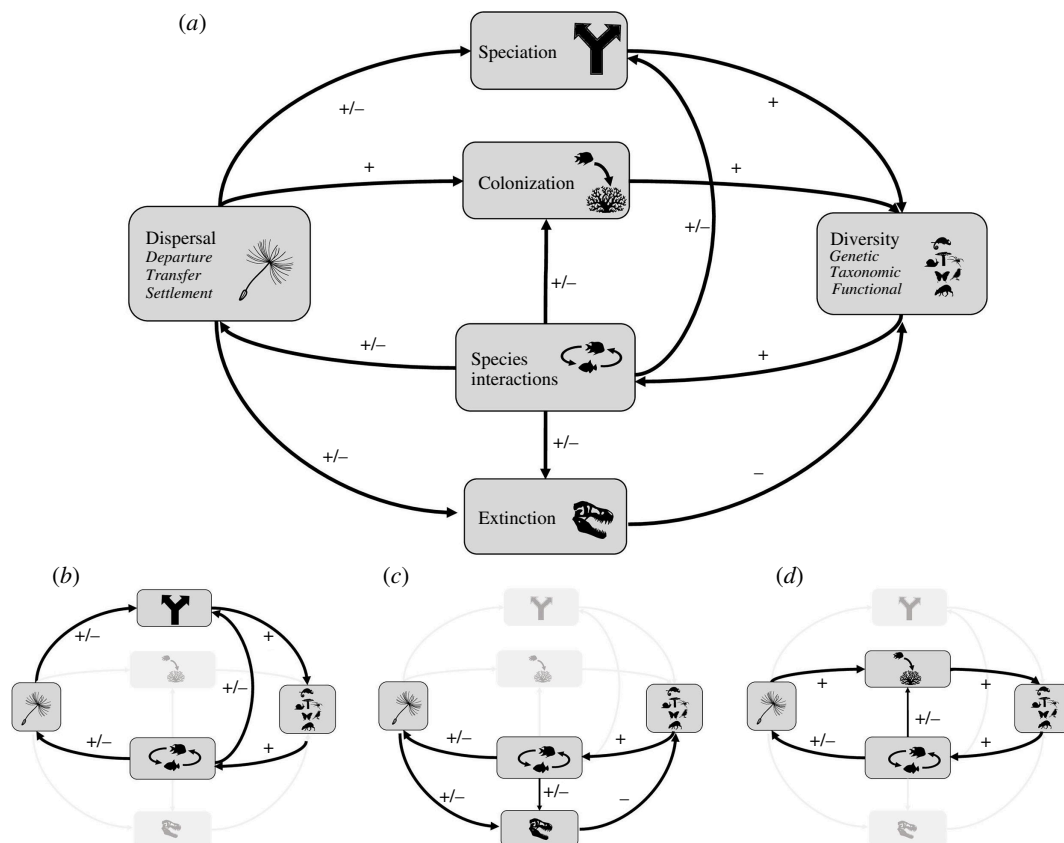 (a)
Speciation
+/–
+
Colonization
+
+
+/–
Dispersal
Departure
Transfer
Settlement
Diversity
Genetic
Taxonomic
Functional
+/–
+/–
Species
interactions
+
+/–
+/–
–
Extinction
(b)
+/–
+
+/–
+/–
+
(c)
+/–
+
+/–
+/–
–
(d)
+
+
+/–
+/–
+